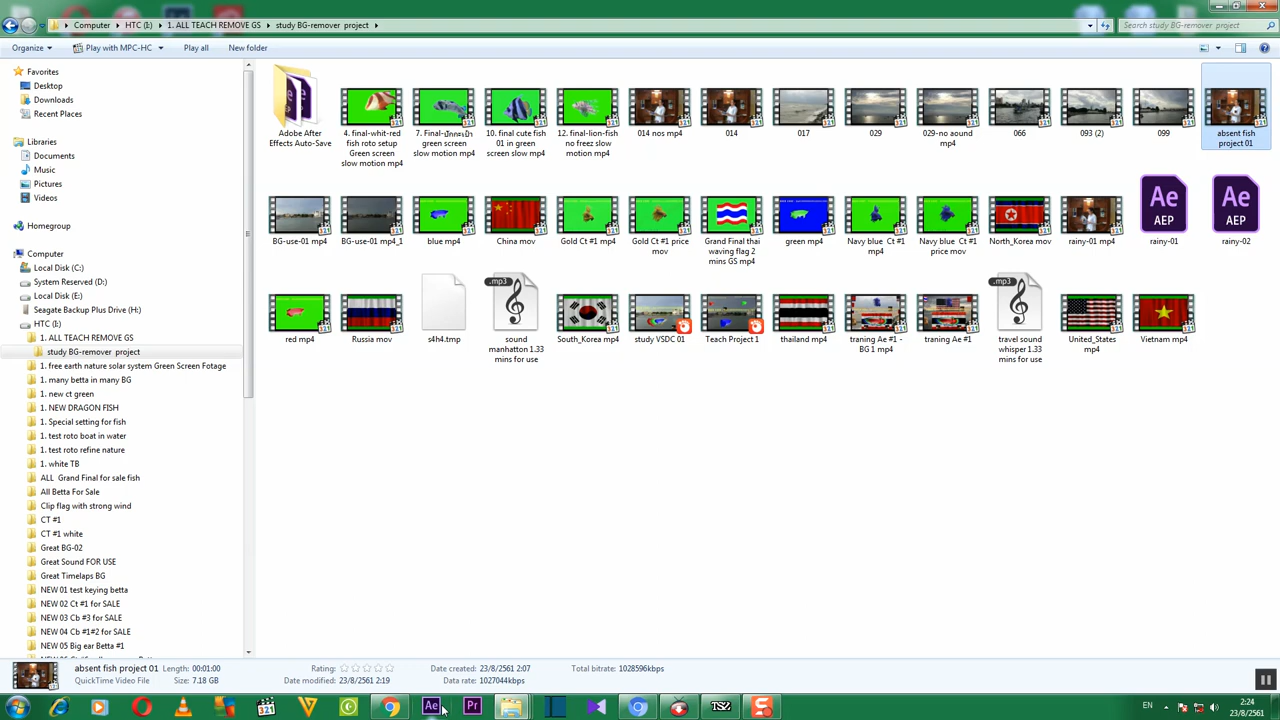 Computer ▸ HTC (I:) ▸ 1. ALL TEACH REMOVE GS ▸ study BG-remover project ▸
Search study BG-remover project
Organize Play with MPC-HC Play all New folder
Favorites
Desktop
Downloads
Recent Places
Libraries
Documents
Music
Pictures
Videos
Homegroup
Computer
Local Disk (C:)
System Reserved (D:)
Local Disk (E:)
Seagate Backup Plus Drive (H:)
HTC (I:)
1. ALL TEACH REMOVE GS
study BG-remover project
1. free earth nature solar system Green Screen Fotage
1. many betta in many BG
1. new ct green
1. NEW DRAGON FISH
1. Special setting for fish
1. test roto boat in water
1. test roto refine nature
1. white TB
ALL Grand Final for sale fish
All Betta For Sale
Clip flag with strong wind
CT #1
CT #1 white
Great BG-02
Great Sound FOR USE
Great Timelaps BG
NEW 01 test keying betta
NEW 02 Ct #1 for SALE
NEW 03 Cb #3 for SALE
NEW 04 Cb #1#2 for SALE
NEW 05 Big ear Betta #1
Adobe After
Effects Auto-Save
4. final-whit-red
fish roto setup
Green screen
slow motion mp4
10. final cute fish
01 in green
screen slow mp4
12. final-lion-fish
no freez slow
motion mp4
014 nos mp4
014
017
029
029-no aound
mp4
066
093 (2)
099
absent fish
project 01
BG-use-01 mp4
BG-use-01 mp4_1
blue mp4
China mov
Gold Ct #1 mp4
Gold Ct #1 price
mov
Grand Final thai
waving flag 2
mins GS mp4
green mp4
Navy blue Ct #1
mp4
Navy blue Ct #1
price mov
North_Korea mov
rainy-01 mp4
Ae
AEP
rainy-01
Ae
AEP
rainy-02
red mp4
Russia mov
s4h4.tmp
.mp3
sound
manhatton 1.33
mins for use
South_Korea mp4
study VSDC 01
Teach Project 1
thailand mp4
traning Ae #1 -
BG 1 mp4
traning Ae #1
.mp3
travel sound
whisper 1.33
mins for use
United_States
mp4
Vietnam mp4
absent fish project 01 Length: 00:01:00 Rating: Date created: 23/8/2561 2:07 Total bitrate: 1028596kbps
QuickTime Video File Size: 7.18 GB Date modified: 23/8/2561 2:19 Data rate: 1027044kbps
Ae Pr TSZ
EN 2:24
23/8/2561